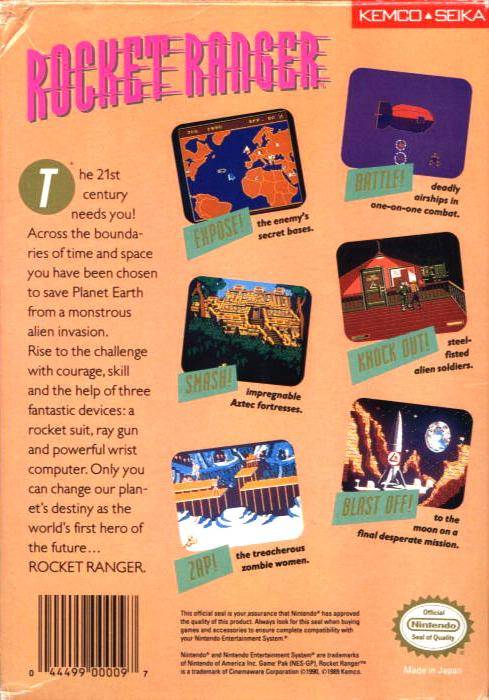 KEMCO▲SEIKA
ROCKET RANGER™
The 21st
century
needs you!
Across the bounda-
ries of time and space
you have been chosen
to save Planet Earth
from a monstrous
alien invasion.
Rise to the challenge
with courage, skill
and the help of three
fantastic devices: a
rocket suit, ray gun
and powerful wrist
computer. Only you
can change our plan-
et's destiny as the
world's first hero of
the future...
ROCKET RANGER.
EXPOSE!
the enemy's
secret bases.
BATTLE!
deadly
airships in
one-on-one combat.
SMASH!
impregnable
Aztec fortresses.
KNOCK OUT!
steel-
fisted
alien soldiers.
ZAP!
the treacherous
zombie women.
BLAST OFF!
to the
moon on a
final desperate mission.
This official seal is your assurance that Nintendo® has approved
the quality of this product. Always look for this seal when buying
games and accessories to ensure complete compatibility with
your Nintendo Entertainment System.®
Nintendo® and Nintendo Entertainment System® are trademarks
of Nintendo of America Inc. Game Pak (NES-GP), Rocket Ranger™
is a trademark of Cinemaware Corporation ©1990, ©1989 Kemco.
Official
Nintendo®
Seal of Quality
Made in Japan
0 44499 00009 7